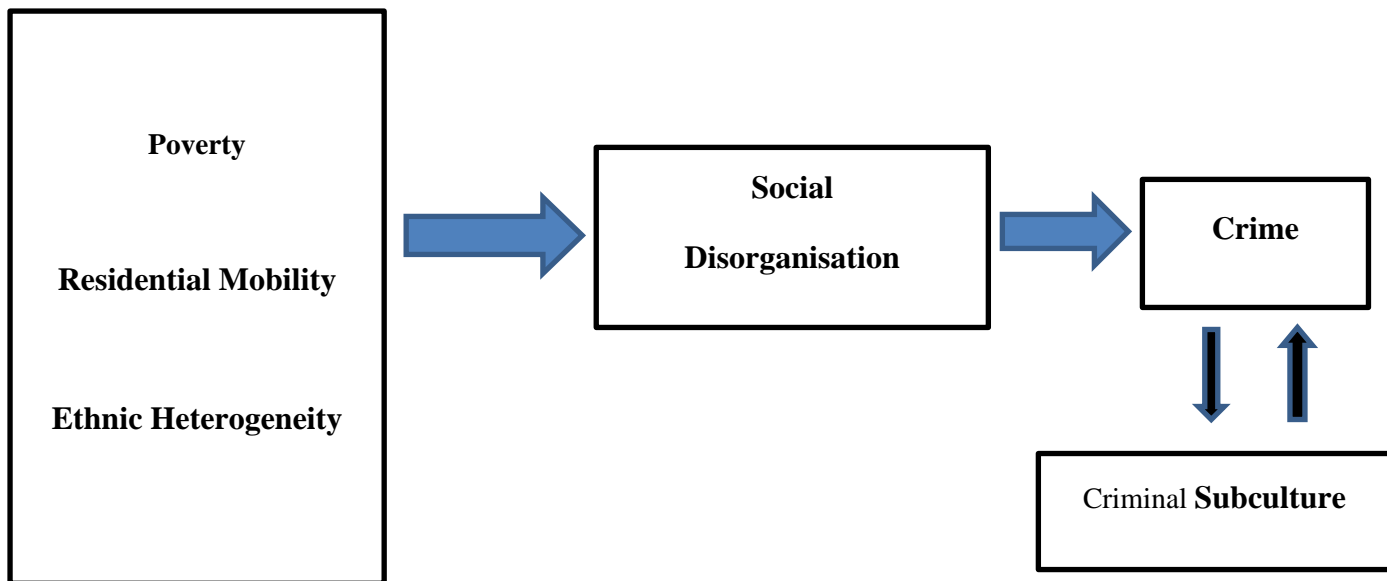 Poverty
Residential Mobility
Ethnic Heterogeneity
Social
Disorganisation
Crime
Criminal Subculture